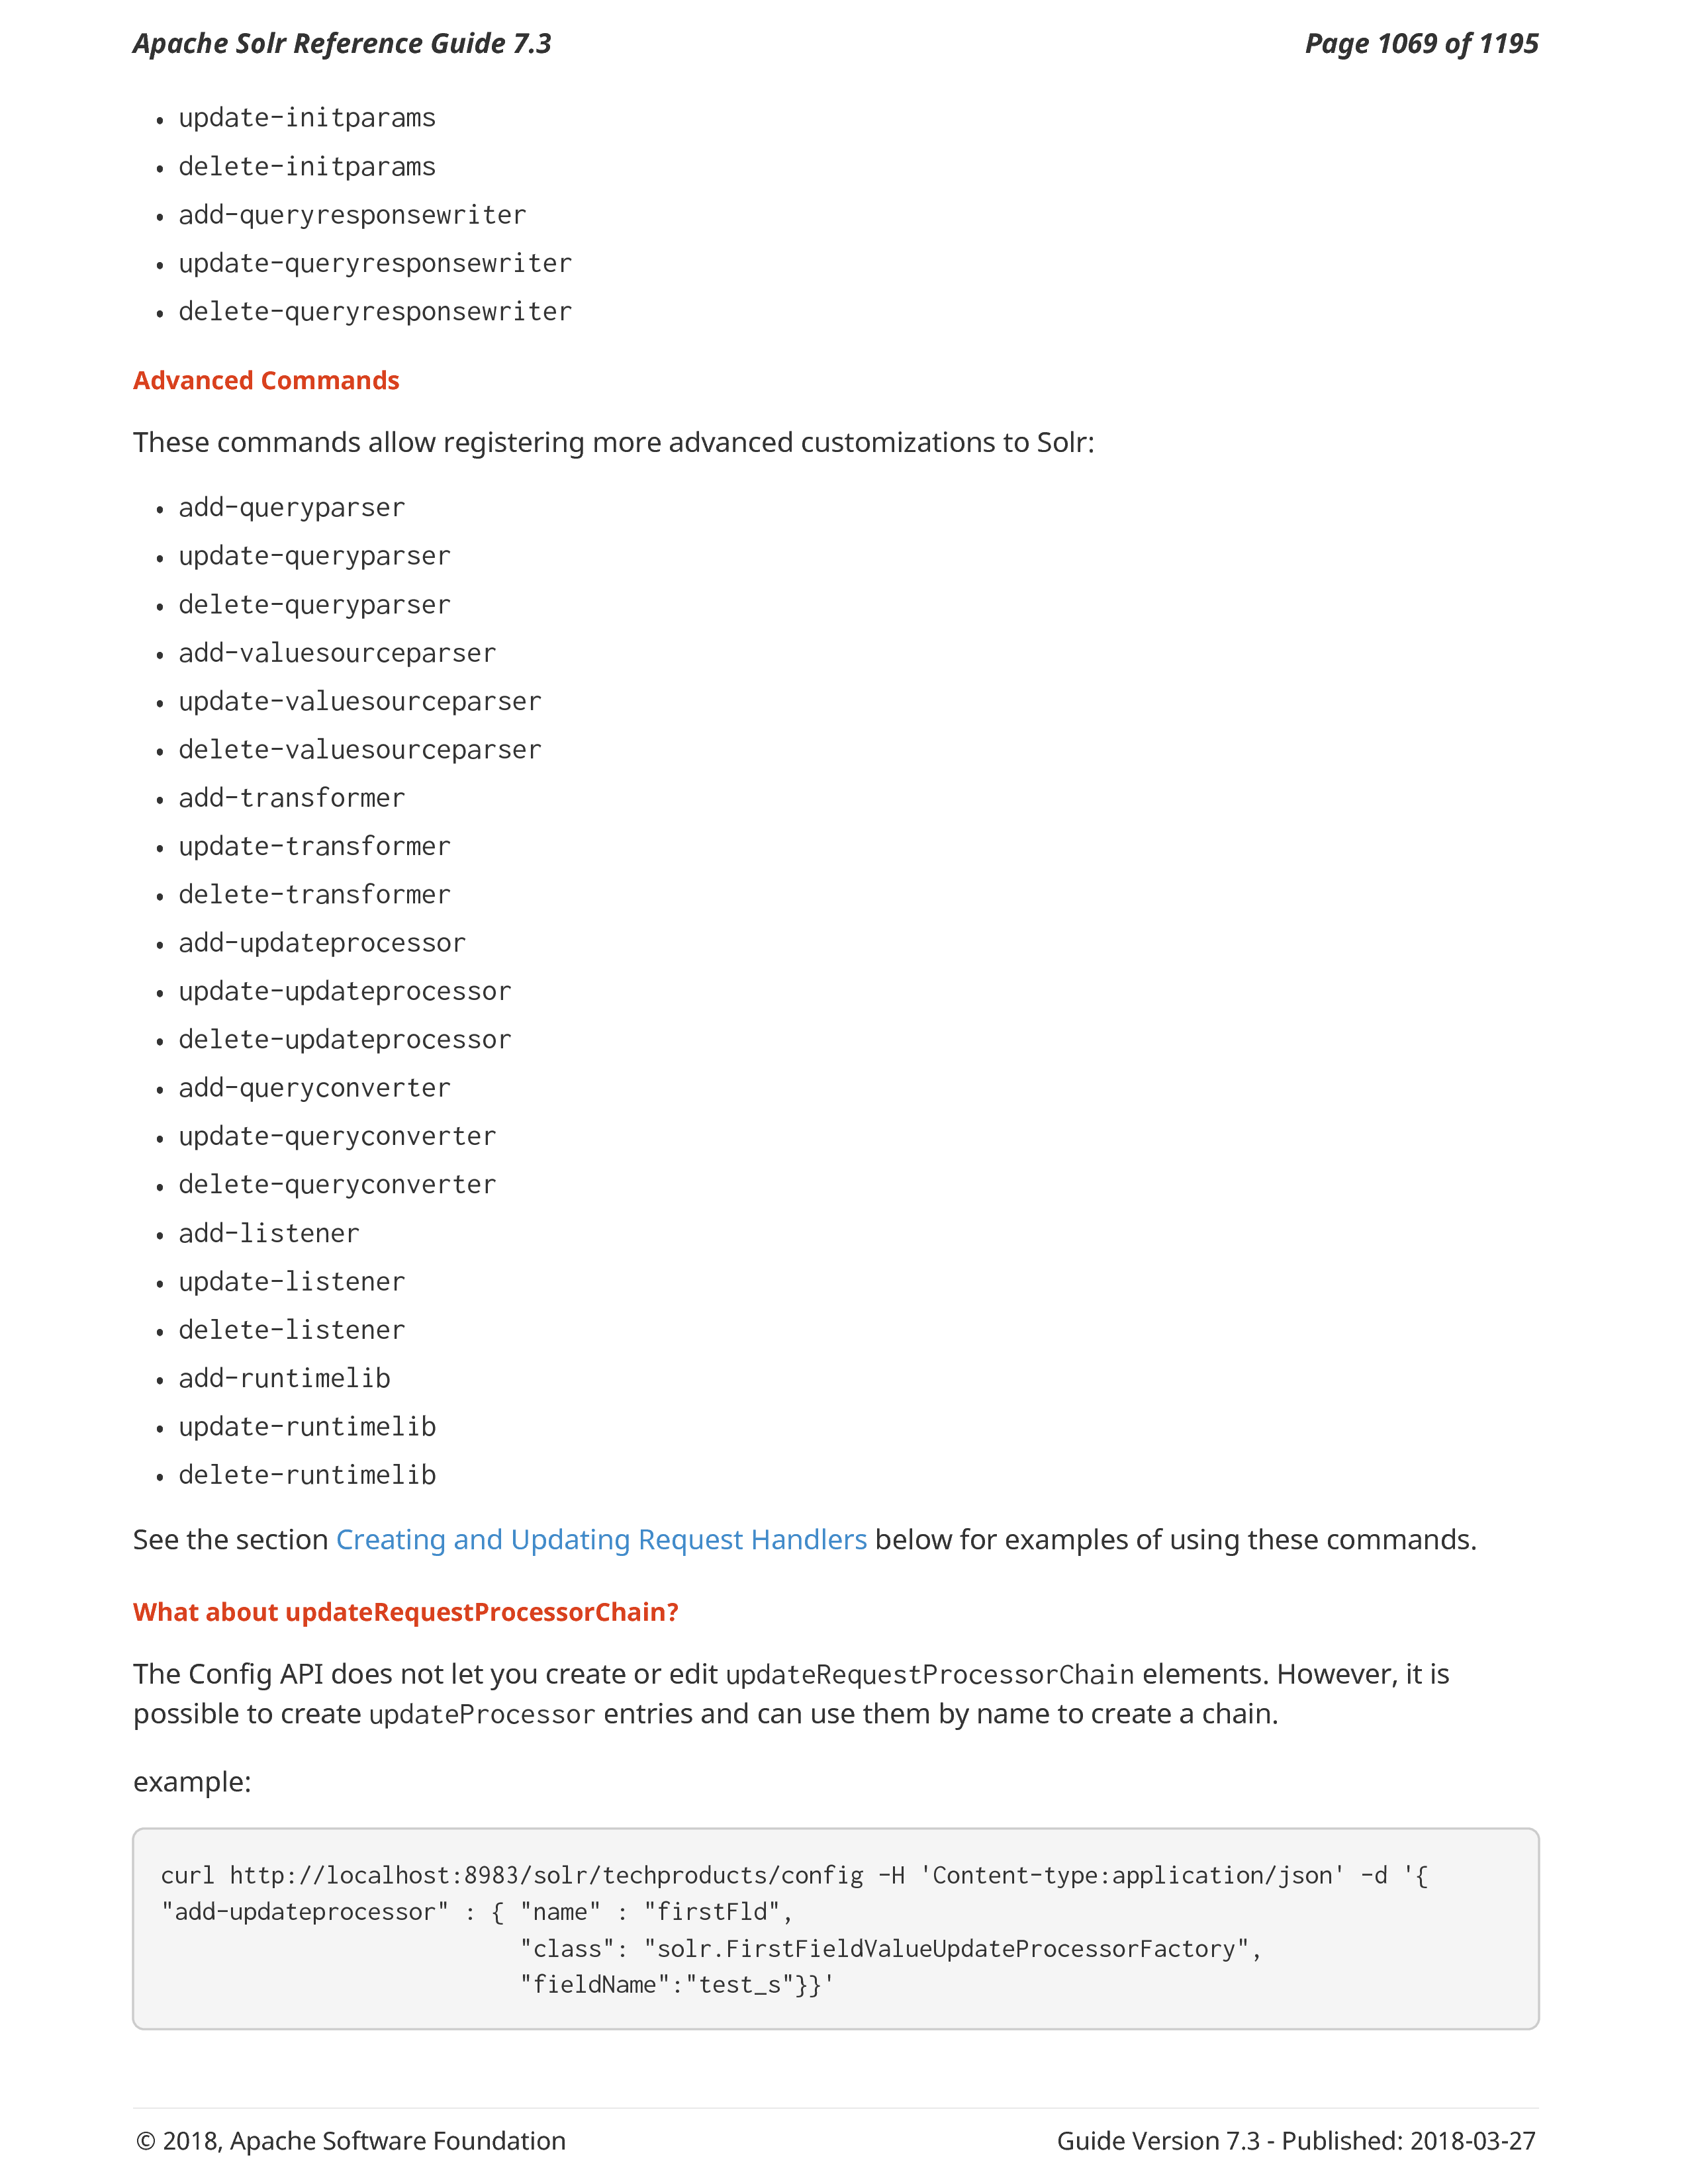 Apache Solr Reference Guide 7.3 Page 1069 of 1195
• update-initparams
• delete-initparams
• add-queryresponsewriter
• update-queryresponsewriter
• delete-queryresponsewriter
Advanced Commands
These commands allow registering more advanced customizations to Solr:
• add-queryparser
• update-queryparser
• delete-queryparser
• add-valuesourceparser
• update-valuesourceparser
• delete-valuesourceparser
• add-transformer
• update-transformer
• delete-transformer
• add-updateprocessor
• update-updateprocessor
• delete-updateprocessor
• add-queryconverter
• update-queryconverter
• delete-queryconverter
• add-listener
• update-listener
• delete-listener
• add-runtimelib
• update-runtimelib
• delete-runtimelib
See the section Creating and Updating Request Handlers below for examples of using these commands.
What about updateRequestProcessorChain?
The Config API does not let you create or edit updateRequestProcessorChain elements. However, it is
possible to create updateProcessor entries and can use them by name to create a chain.
example:
curl http://localhost:8983/solr/techproducts/config -H 'Content-type:application/json' -d '{
"add-updateprocessor" : { "name" : "firstFld",
                          "class": "solr.FirstFieldValueUpdateProcessorFactory",
                          "fieldName":"test_s"}}'
© 2018, Apache Software Foundation Guide Version 7.3 - Published: 2018-03-27